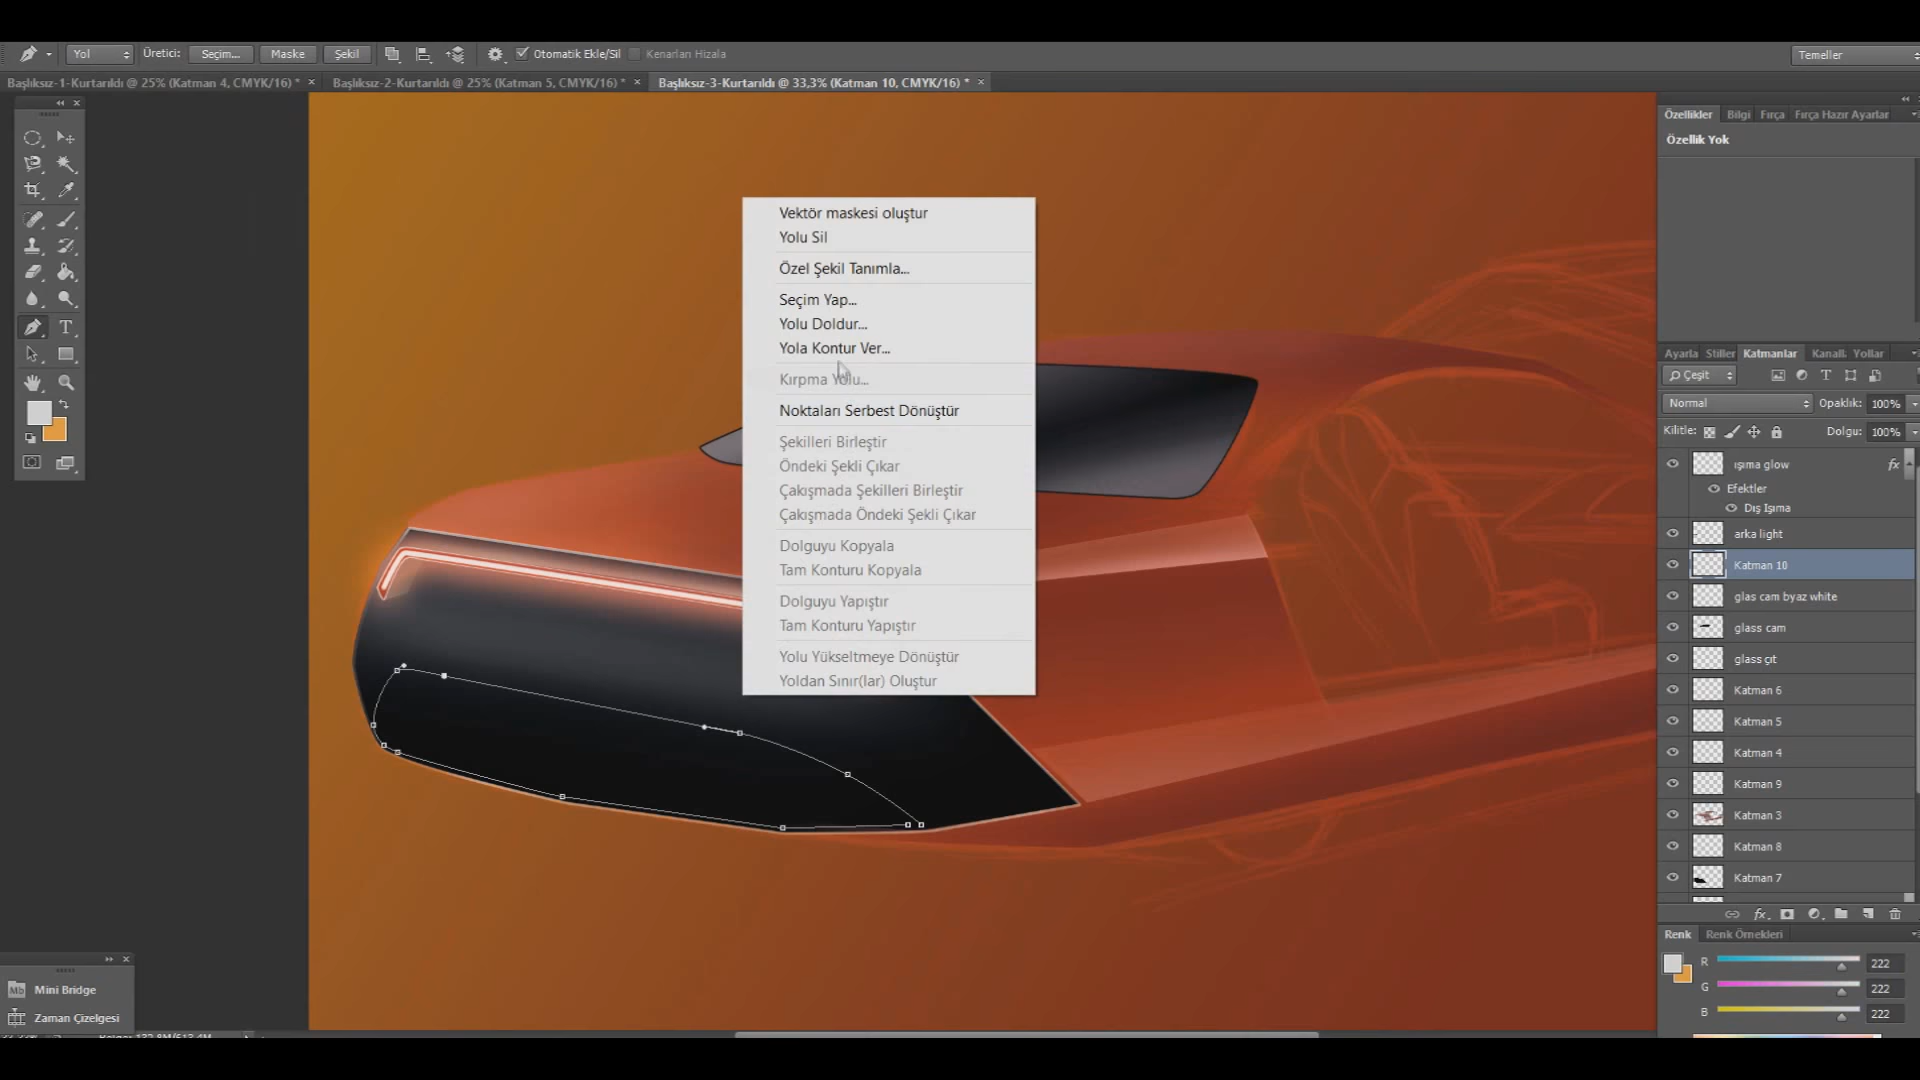 Yol
Üretici:
Seçim...
Maske
Şekil
Otomatik Ekle/Sil
Kenarları Hizala
Temeller
Başlıksız-1-Kurtarıldı @ 25% (Katman 4, CMYK/16) *
Başlıksız-2-Kurtarıldı @ 25% (Katman 5, CMYK/16) *
Başlıksız-3-Kurtarıldı @ 33,3% (Katman 10, CMYK/16) *
Özellikler
Bilgi
Fırça
Fırça Hazır Ayarlar
Özellik Yok
Vektör maskesi oluştur
Yolu Sil
Özel Şekil Tanımla...
Seçim Yap...
Yolu Doldur...
Yola Kontur Ver...
Kırpma Yolu...
Noktaları Serbest Dönüştür
Şekilleri Birleştir
Öndeki Şekli Çıkar
Çakışmada Şekilleri Birleştir
Çakışmada Öndeki Şekli Çıkar
Dolguyu Kopyala
Tam Konturu Kopyala
Dolguyu Yapıştır
Tam Konturu Yapıştır
Yolu Yükseltmeye Dönüştür
Yoldan Sınır(lar) Oluştur
Ayarla
Stiller
Katmanlar
Kanall.
Yollar
Çeşit
Normal
Opaklık: 100%
Kilitle:
Dolgu: 100%
ışıma glow
fx
Efektler
Dış Işıma
arka light
Katman 10
glas cam byaz white
glass cam
glass çıt
Katman 6
Katman 5
Katman 4
Katman 9
Katman 3
Katman 8
Katman 7
fx
Renk
Renk Örnekleri
R 222
G 222
B 222
Mb Mini Bridge
Zaman Çizelgesi